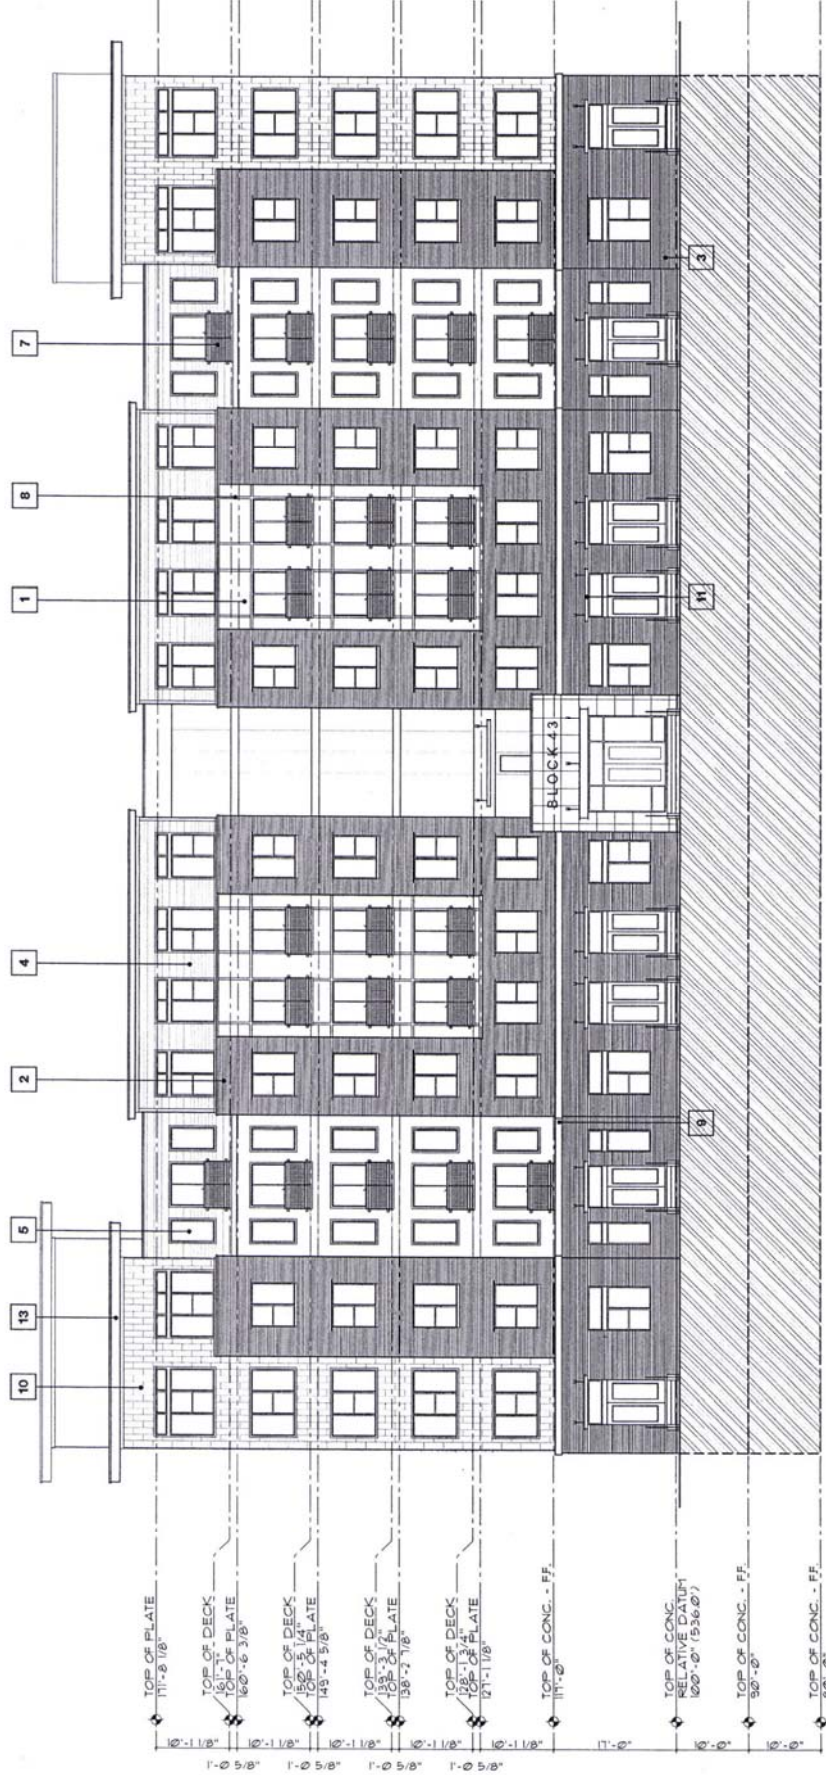 10
13
5
2
4
1
8
7
TOP OF PLATE
171'-8 1/8"
10'-1 1/8"
TOP OF DECK
161'-7"
1'-0 5/8"
TOP OF PLATE
160'-6 3/8"
10'-1 1/8"
TOP OF DECK
150'-5 1/4"
1'-0 5/8"
TOP OF PLATE
149'-4 5/8"
10'-1 1/8"
TOP OF DECK
139'-3 1/2"
1'-0 5/8"
TOP OF PLATE
138'-2 7/8"
10'-1 1/8"
TOP OF DECK
128'-1 3/4"
1'-0 5/8"
TOP OF PLATE
127'-1 1/8"
10'-1 1/8"
TOP OF CONC. - FF.
117'-0"
17'-0"
BLOCK 43
TOP OF CONC.
RELATIVE DATUM
100'-0" (536.0')
10'-0"
TOP OF CONC. - FF.
90'-0"
10'-0"
TOP OF CONC. - FF.
9
11
3